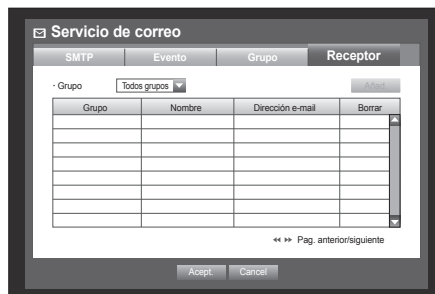 Servicio de correo
SMTP Evento Grupo Receptor
· Grupo Todos grupos Añad.
Grupo Nombre Dirección e-mail Borrar
Pag. anterior/siguiente
Acept. Cancel